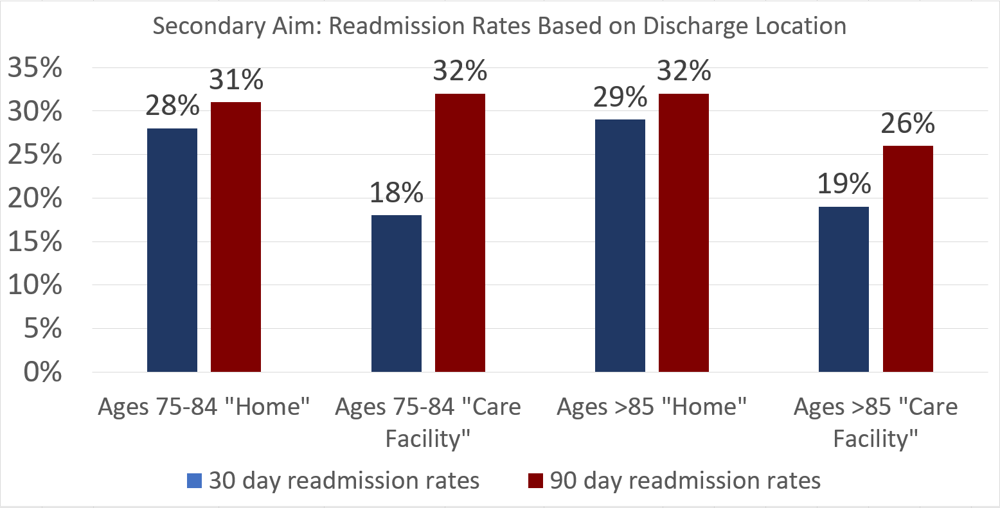 Secondary Aim: Readmission Rates Based on Discharge Location
35%
30%
25%
20%
15%
10%
5%
0%
28%
31%
18%
32%
29%
32%
19%
26%
Ages 75-84 "Home"
Ages 75-84 "Care
Facility"
Ages >85 "Home"
Ages >85 "Care
Facility"
30 day readmission rates
90 day readmission rates